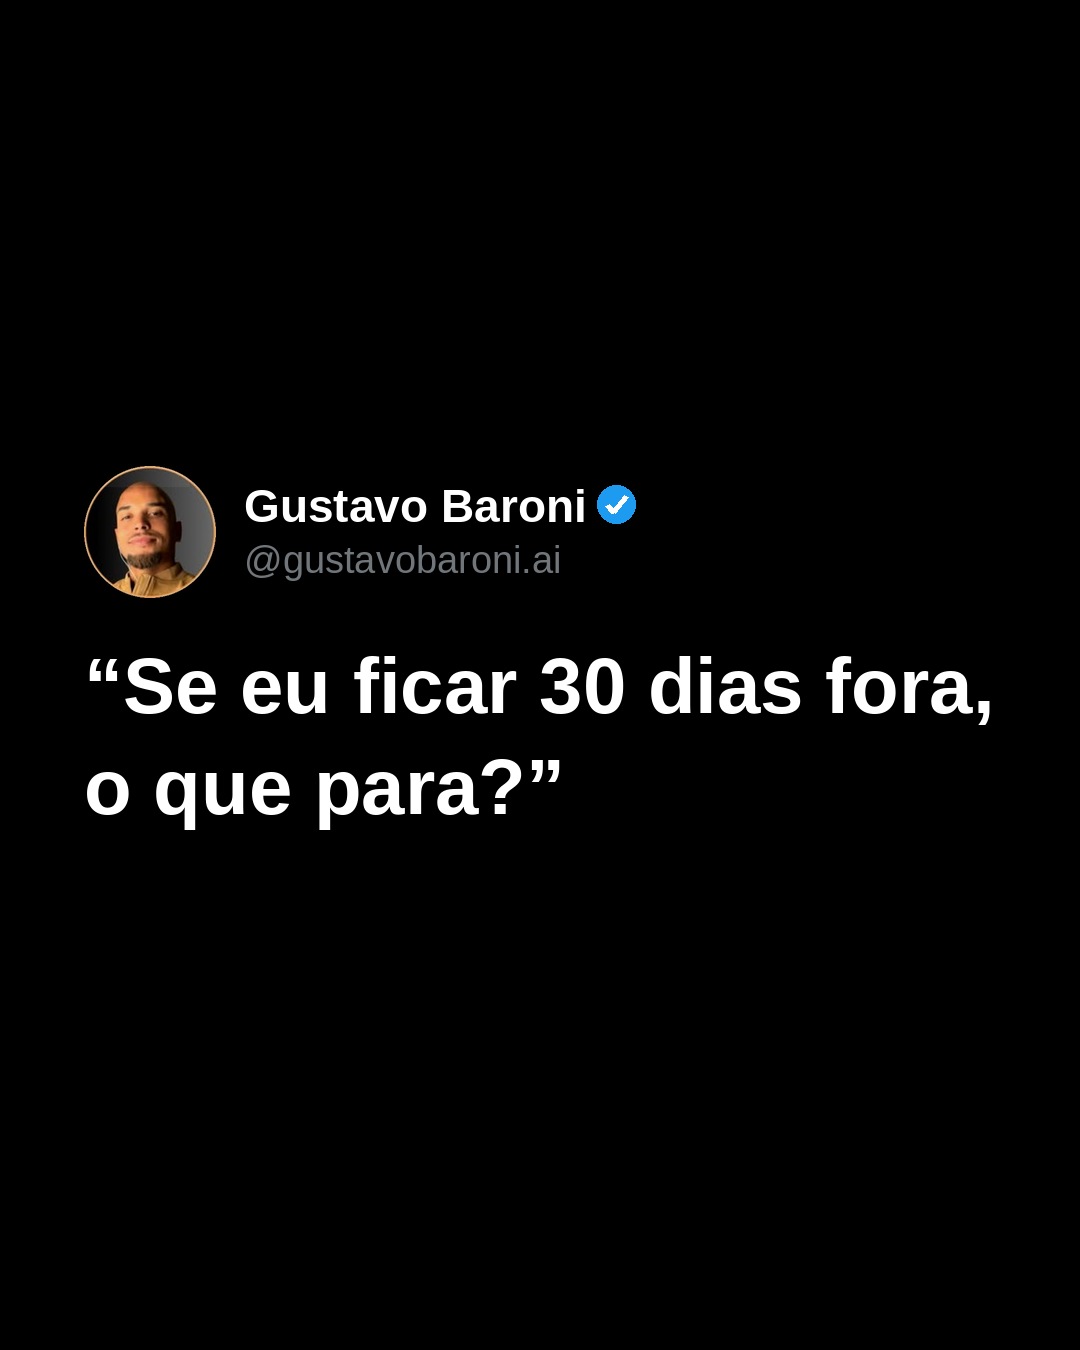 Gustavo Baroni
@gustavobaroni.ai
“Se eu ficar 30 dias fora,
o que para?”